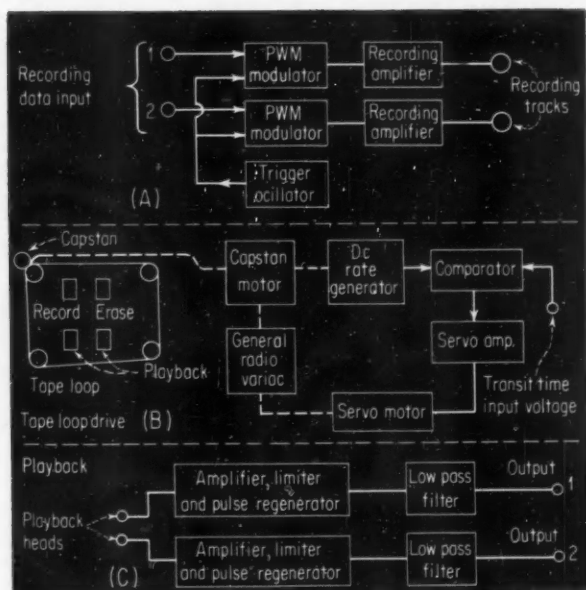 1
PWM
modulator
Recording
amplifier
Recording
data input
2
PWM
modulator
Recording
amplifier
Recording
tracks
Trigger
ocillator
(A)
Capstan
Capstan
motor
Dc
rate
generator
Comparator
Record
Erase
General
radio
variac
Servo amp.
Playback
Tape loop
Transit time
input voltage
Tape loop drive
(B)
Servo motor
Playback
Amplifier, limiter
and pulse regenerator
Low pass
filter
Output
1
Playback
heads
Amplifier, limiter
and pulse regenerator
Low pass
filter
Output
2
(C)